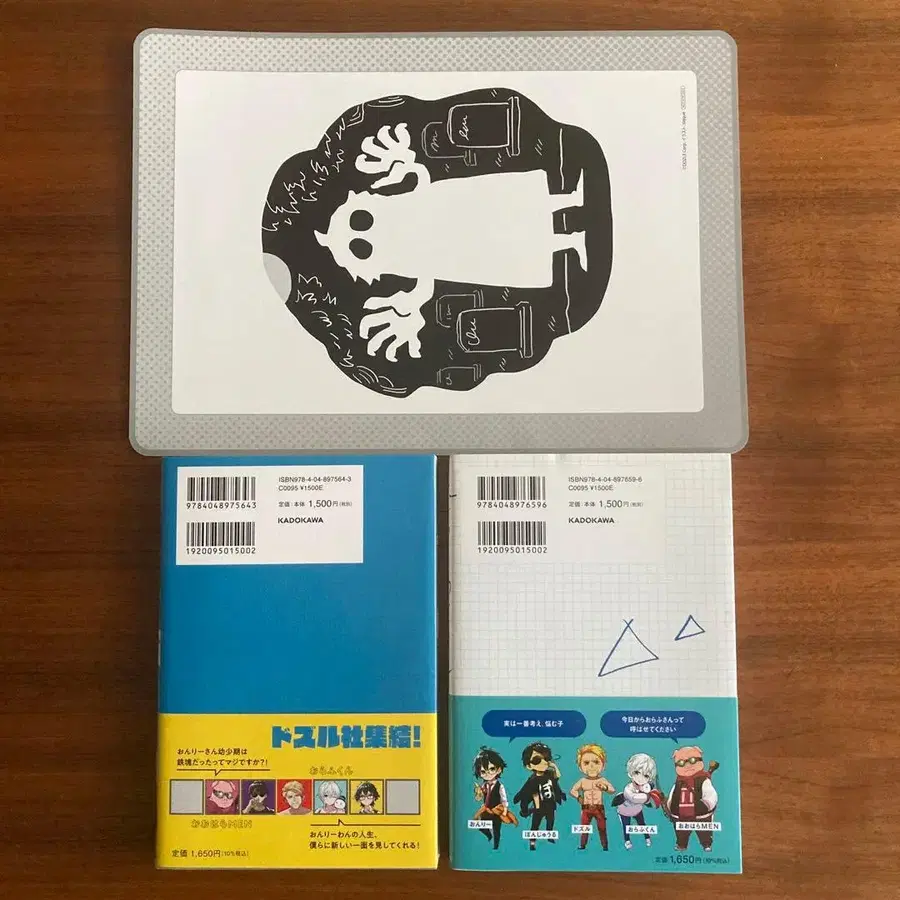 ISBN978-4-04-897564-3
C0095 ¥1500E
定価:本体 1,500円(税別)
KADOKAWA
9784048975643
1920095015002
ドズル社集結!
おんりーさん幼少期は
鉄塊だったってマジですか?!
おらふくん
おおはらMEN
おんりーわんの人生、
僕らに新しい一面を見してくれる!
定価 1,650円(10%税込)
ISBN978-4-04-897659-6
C0095 ¥1500E
定価:本体 1,500円(税別)
KADOKAWA
9784048976596
1920095015002
実は一番考え、悩む子
今日からおらふさんって
呼ばせてください
おんりー
ぼんじゅうる
ドズル
おらふくん
おおはらMEN
定価 1,650円(10%税込)